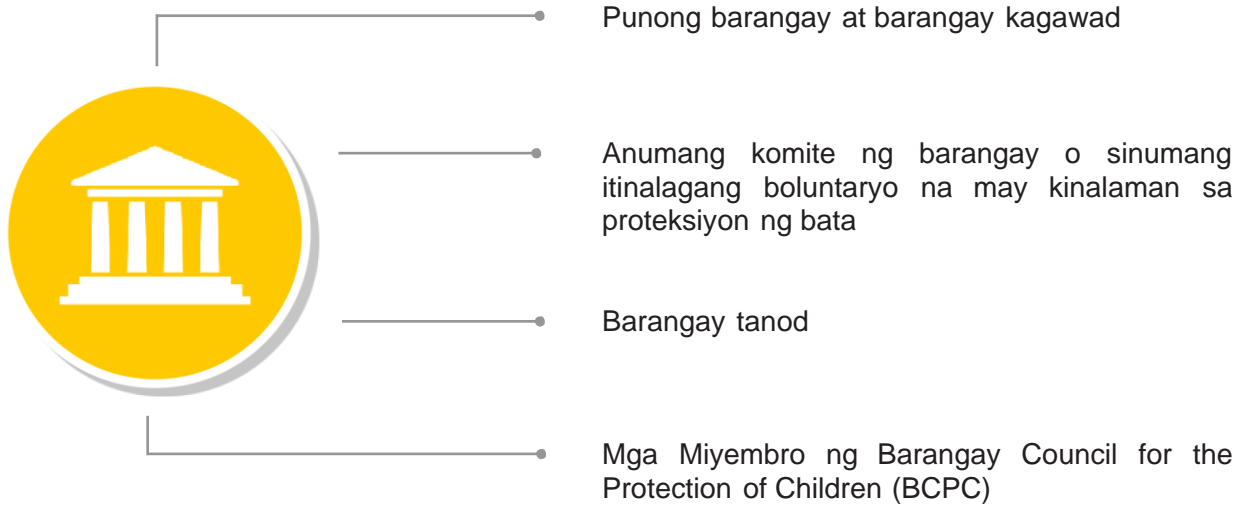 Punong barangay at barangay kagawad
Anumang komite ng barangay o sinumang
itinalagang boluntaryo na may kinalaman sa
proteksiyon ng bata
Barangay tanod
Mga Miyembro ng Barangay Council for the
Protection of Children (BCPC)